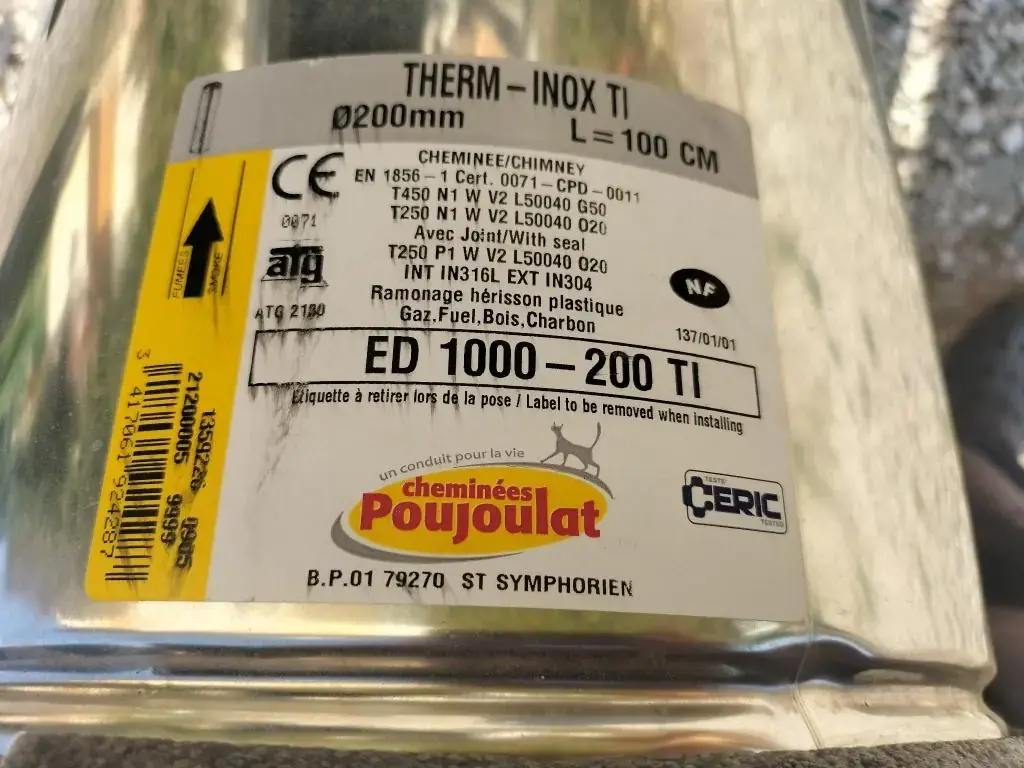 THERM-INOX TI
Ø200mm L=100 CM
CE
0071
CHEMINEE/CHIMNEY
EN 1856-1 Cert. 0071-CPD-0011
T450 N1 W V2 L50040 G50
T250 N1 W V2 L50040 O20
Avec Joint/With seal
T250 P1 W V2 L50040 O20
INT IN316L EXT IN304
Ramonage hérisson plastique
Gaz,Fuel,Bois,Charbon
FUMEES
SMOKE
atg
ATG 2130
NF
137/01/01
ED 1000-200 TI
Etiquette à retirer lors de la pose / Label to be removed when installing
21200005 9999
3 417061 924287
un conduit pour la vie
cheminées
Poujoulat
CERIC
TESTED
B.P.01 79270 ST SYMPHORIEN